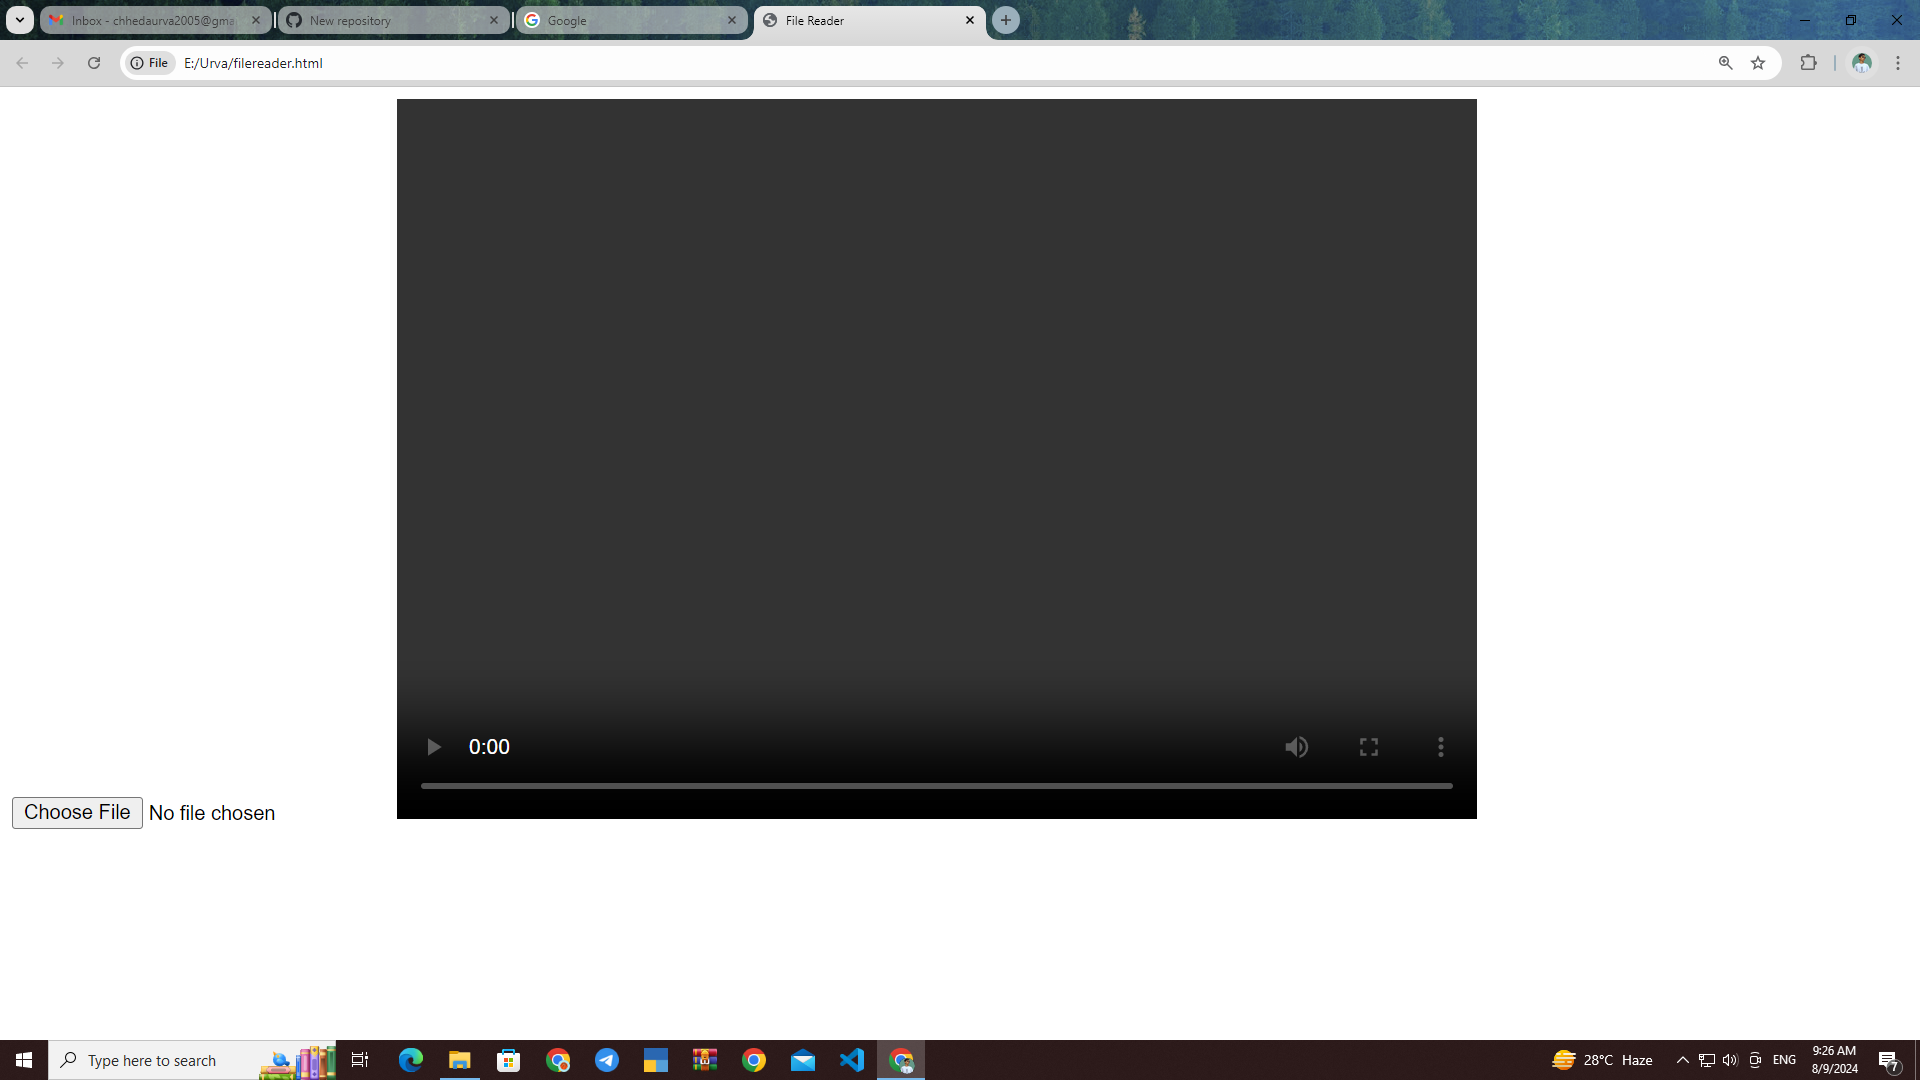 Inbox - chhedaurva2005@gma
New repository
Google
File Reader
File
E:/Urva/filereader.html
0:00
Choose File No file chosen
Type here to search
28°C Haze
ENG
9:26 AM
8/9/2024
7